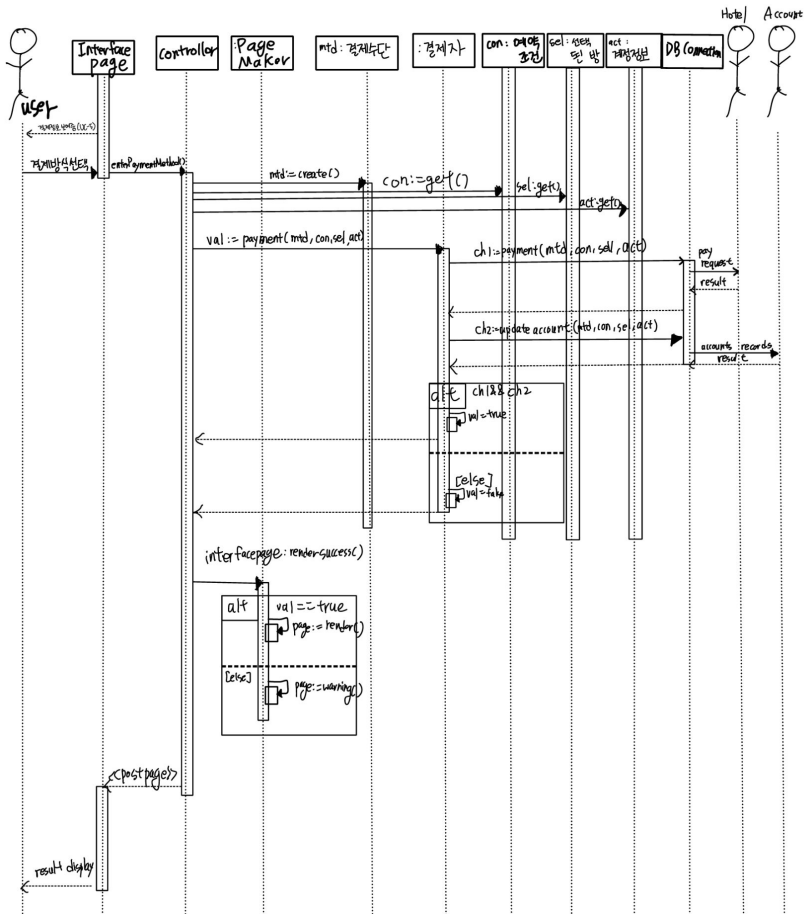 Hotel
Account
Interface
page
controller
:Page
Maker
mtd:결제수단
:결제자
con: 예약
조건
sel:선택
된 방
act:
계정정보
DB Connection
user
결제방식선택
enterPaymentMethod()
mtd:=create()
con:=get()
sel:get()
act:get()
val:=payment(mtd,con,sel,act)
ch1:=payment(mtd,con,sel,act)
pay
request
result
ch2:=update account(mtd,con,sel,act)
accounts records
result
alt
ch1&&ch2
val=true
[else]
val=false
interfacepage:rendersuccess()
alt
val==true
page:=render()
[else]
page:=warning()
<<postpage>>
result display